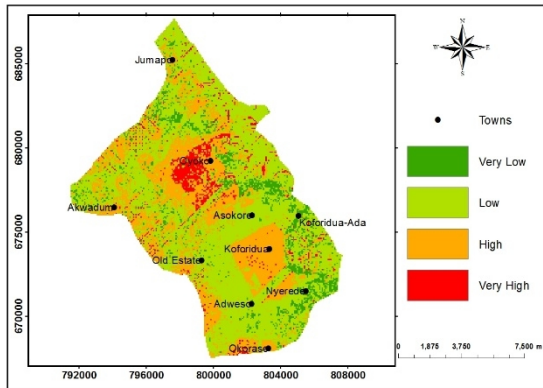 685000
680000
675000
670000
792000 796000 800000 804000 808000
Jumapo
Oyoko
Akwadum
Asokore
Koforidua-Ada
Koforidua
Old Estate
Nyerede
Adweso
Okorase
N
W E
S
Towns
Very Low
Low
High
Very High
0 1,875 3,750 7,500 m